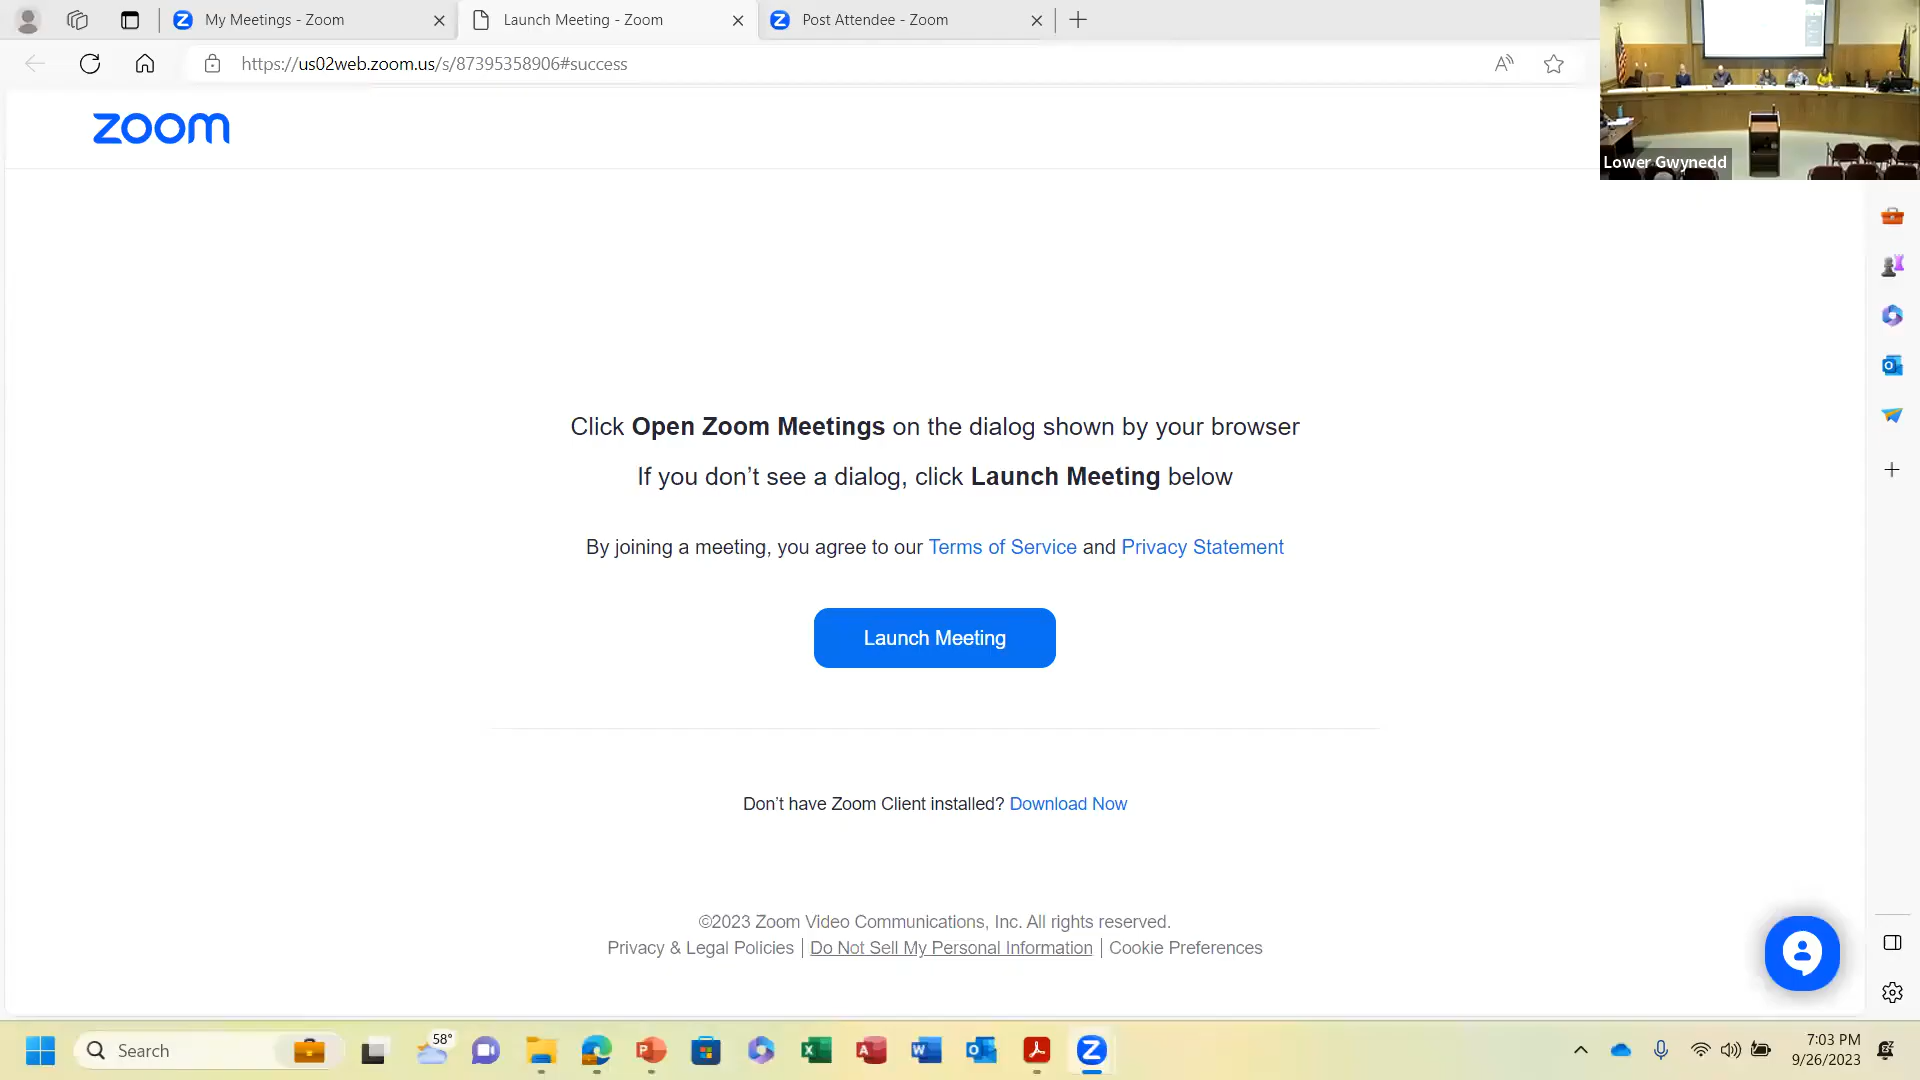 My Meetings - Zoom
Launch Meeting - Zoom
Post Attendee - Zoom
https://us02web.zoom.us/s/87395358906#success
zoom
Lower Gwynedd
Click Open Zoom Meetings on the dialog shown by your browser
If you don’t see a dialog, click Launch Meeting below
By joining a meeting, you agree to our Terms of Service and Privacy Statement
Launch Meeting
Don’t have Zoom Client installed? Download Now
©2023 Zoom Video Communications, Inc. All rights reserved.
Privacy & Legal Policies | Do Not Sell My Personal Information | Cookie Preferences
Search
58°
7:03 PM
9/26/2023